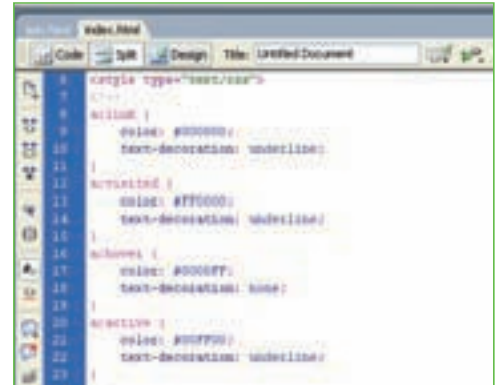 index.html
Code Split Design Title: Untitled Document
6 <style type="text/css">
7 <!--
8 a:link {
9 color: #000000;
10 text-decoration: underline;
11 }
12 a:visited {
13 color: #FF0000;
14 text-decoration: underline;
15 }
16 a:hover {
17 color: #0000FF;
18 text-decoration: none;
19 }
20 a:active {
21 color: #00FF00;
22 text-decoration: underline;
23 }